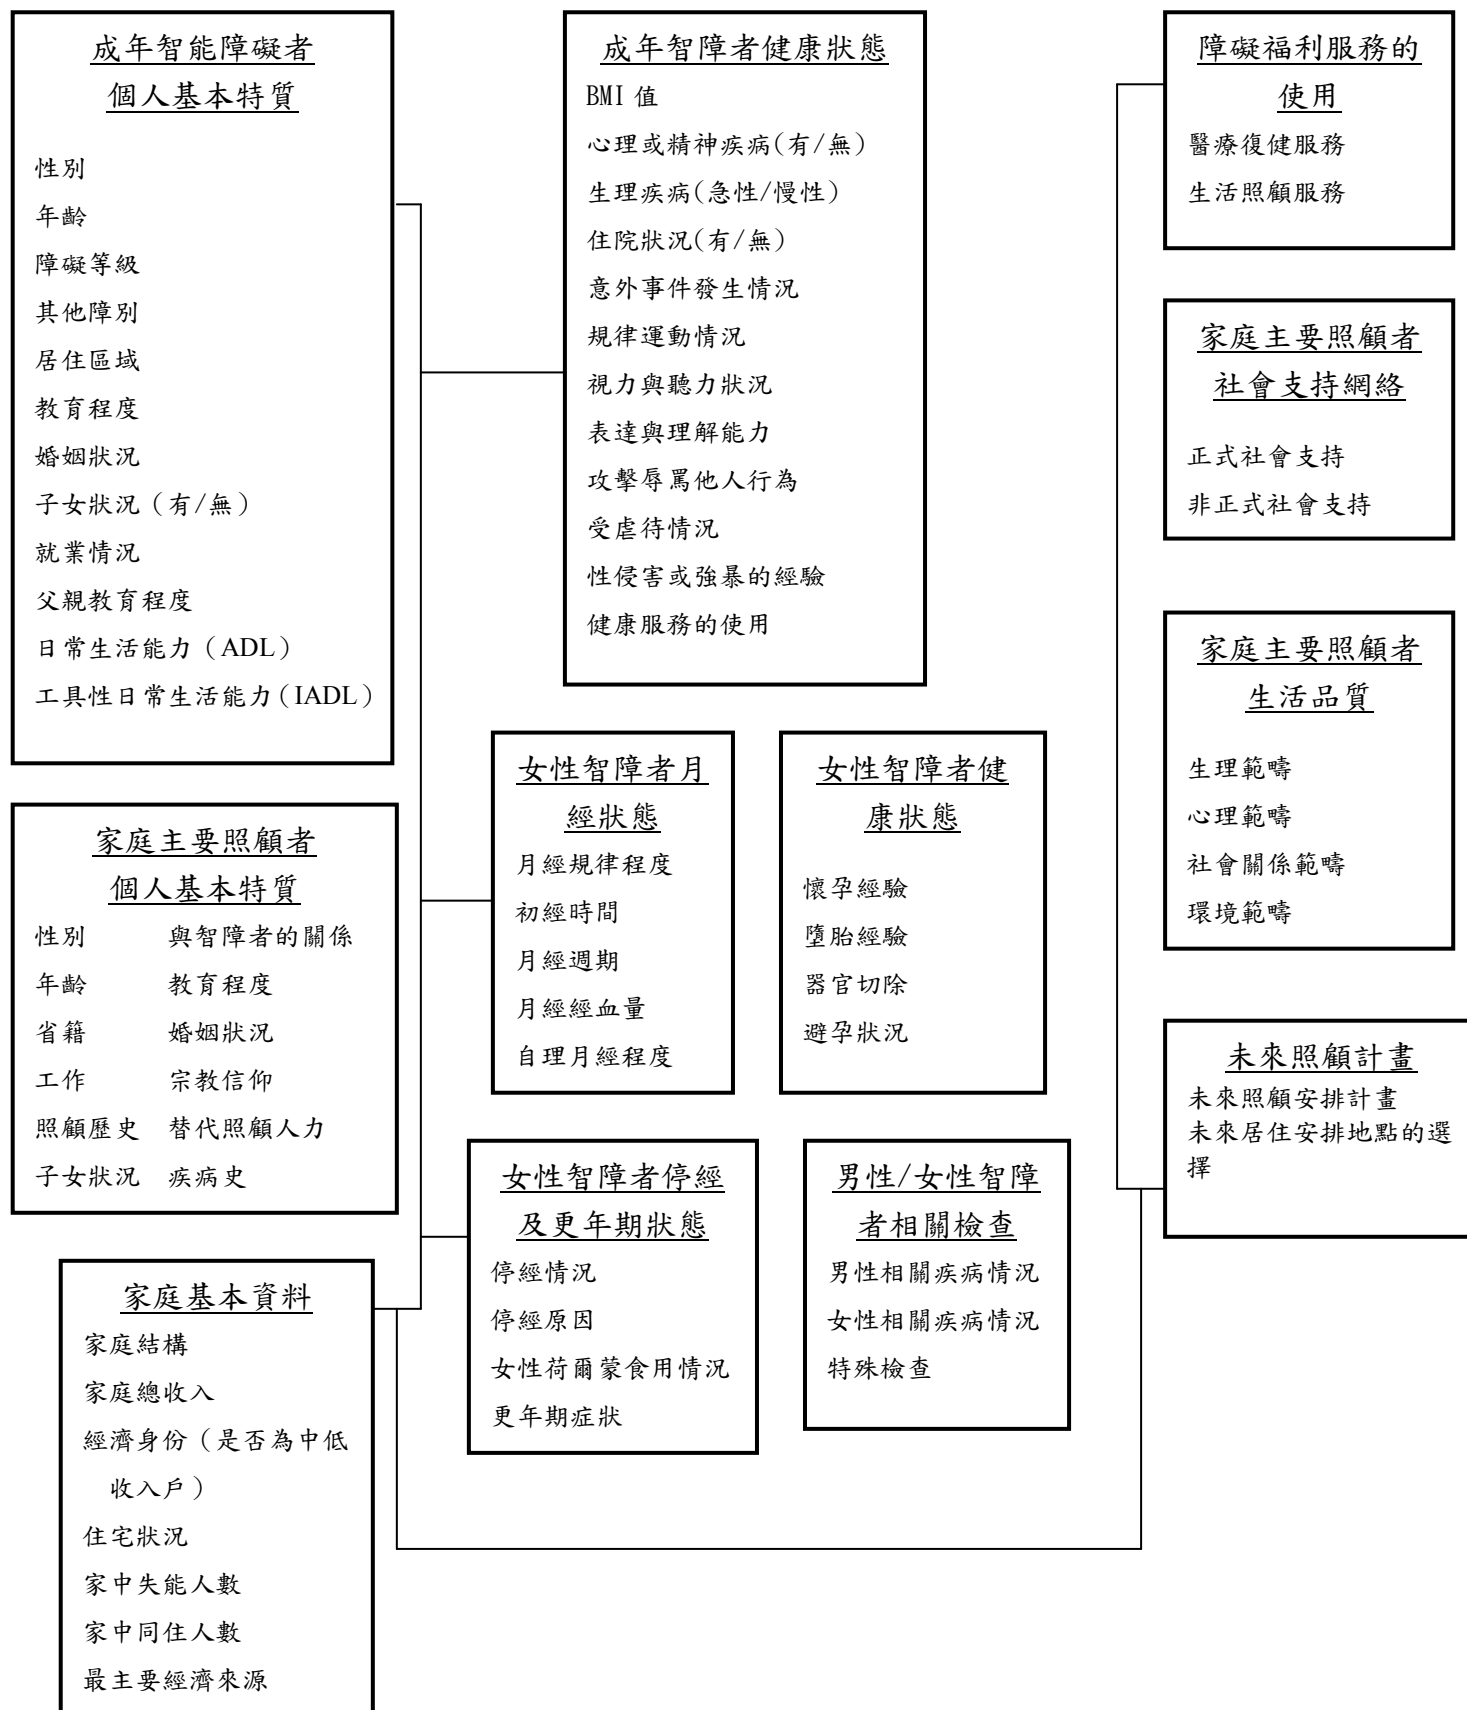 成年智能障礙者
個人基本特質
性別
年齡
障礙等級
其他障別
居住區域
教育程度
婚姻狀況
子女狀況（有/無）
就業情況
父親教育程度
日常生活能力（ADL）
工具性日常生活能力（IADL）
家庭主要照顧者
個人基本特質
性別 與智障者的關係
年齡 教育程度
省籍 婚姻狀況
工作 宗教信仰
照顧歷史 替代照顧人力
子女狀況 疾病史
家庭基本資料
家庭結構
家庭總收入
經濟身份（是否為中低
收入戶）
住宅狀況
家中失能人數
家中同住人數
最主要經濟來源
成年智障者健康狀態
BMI 值
心理或精神疾病(有/無)
生理疾病(急性/慢性)
住院狀況(有/無)
意外事件發生情況
規律運動情況
視力與聽力狀況
表達與理解能力
攻擊辱罵他人行為
受虐待情況
性侵害或強暴的經驗
健康服務的使用
女性智障者月
經狀態
月經規律程度
初經時間
月經週期
月經經血量
自理月經程度
女性智障者健
康狀態
懷孕經驗
墮胎經驗
器官切除
避孕狀況
女性智障者停經
及更年期狀態
停經情況
停經原因
女性荷爾蒙食用情況
更年期症狀
男性/女性智障
者相關檢查
男性相關疾病情況
女性相關疾病情況
特殊檢查
障礙福利服務的
使用
醫療復健服務
生活照顧服務
家庭主要照顧者
社會支持網絡
正式社會支持
非正式社會支持
家庭主要照顧者
生活品質
生理範疇
心理範疇
社會關係範疇
環境範疇
未來照顧計畫
未來照顧安排計畫
未來居住安排地點的選
擇